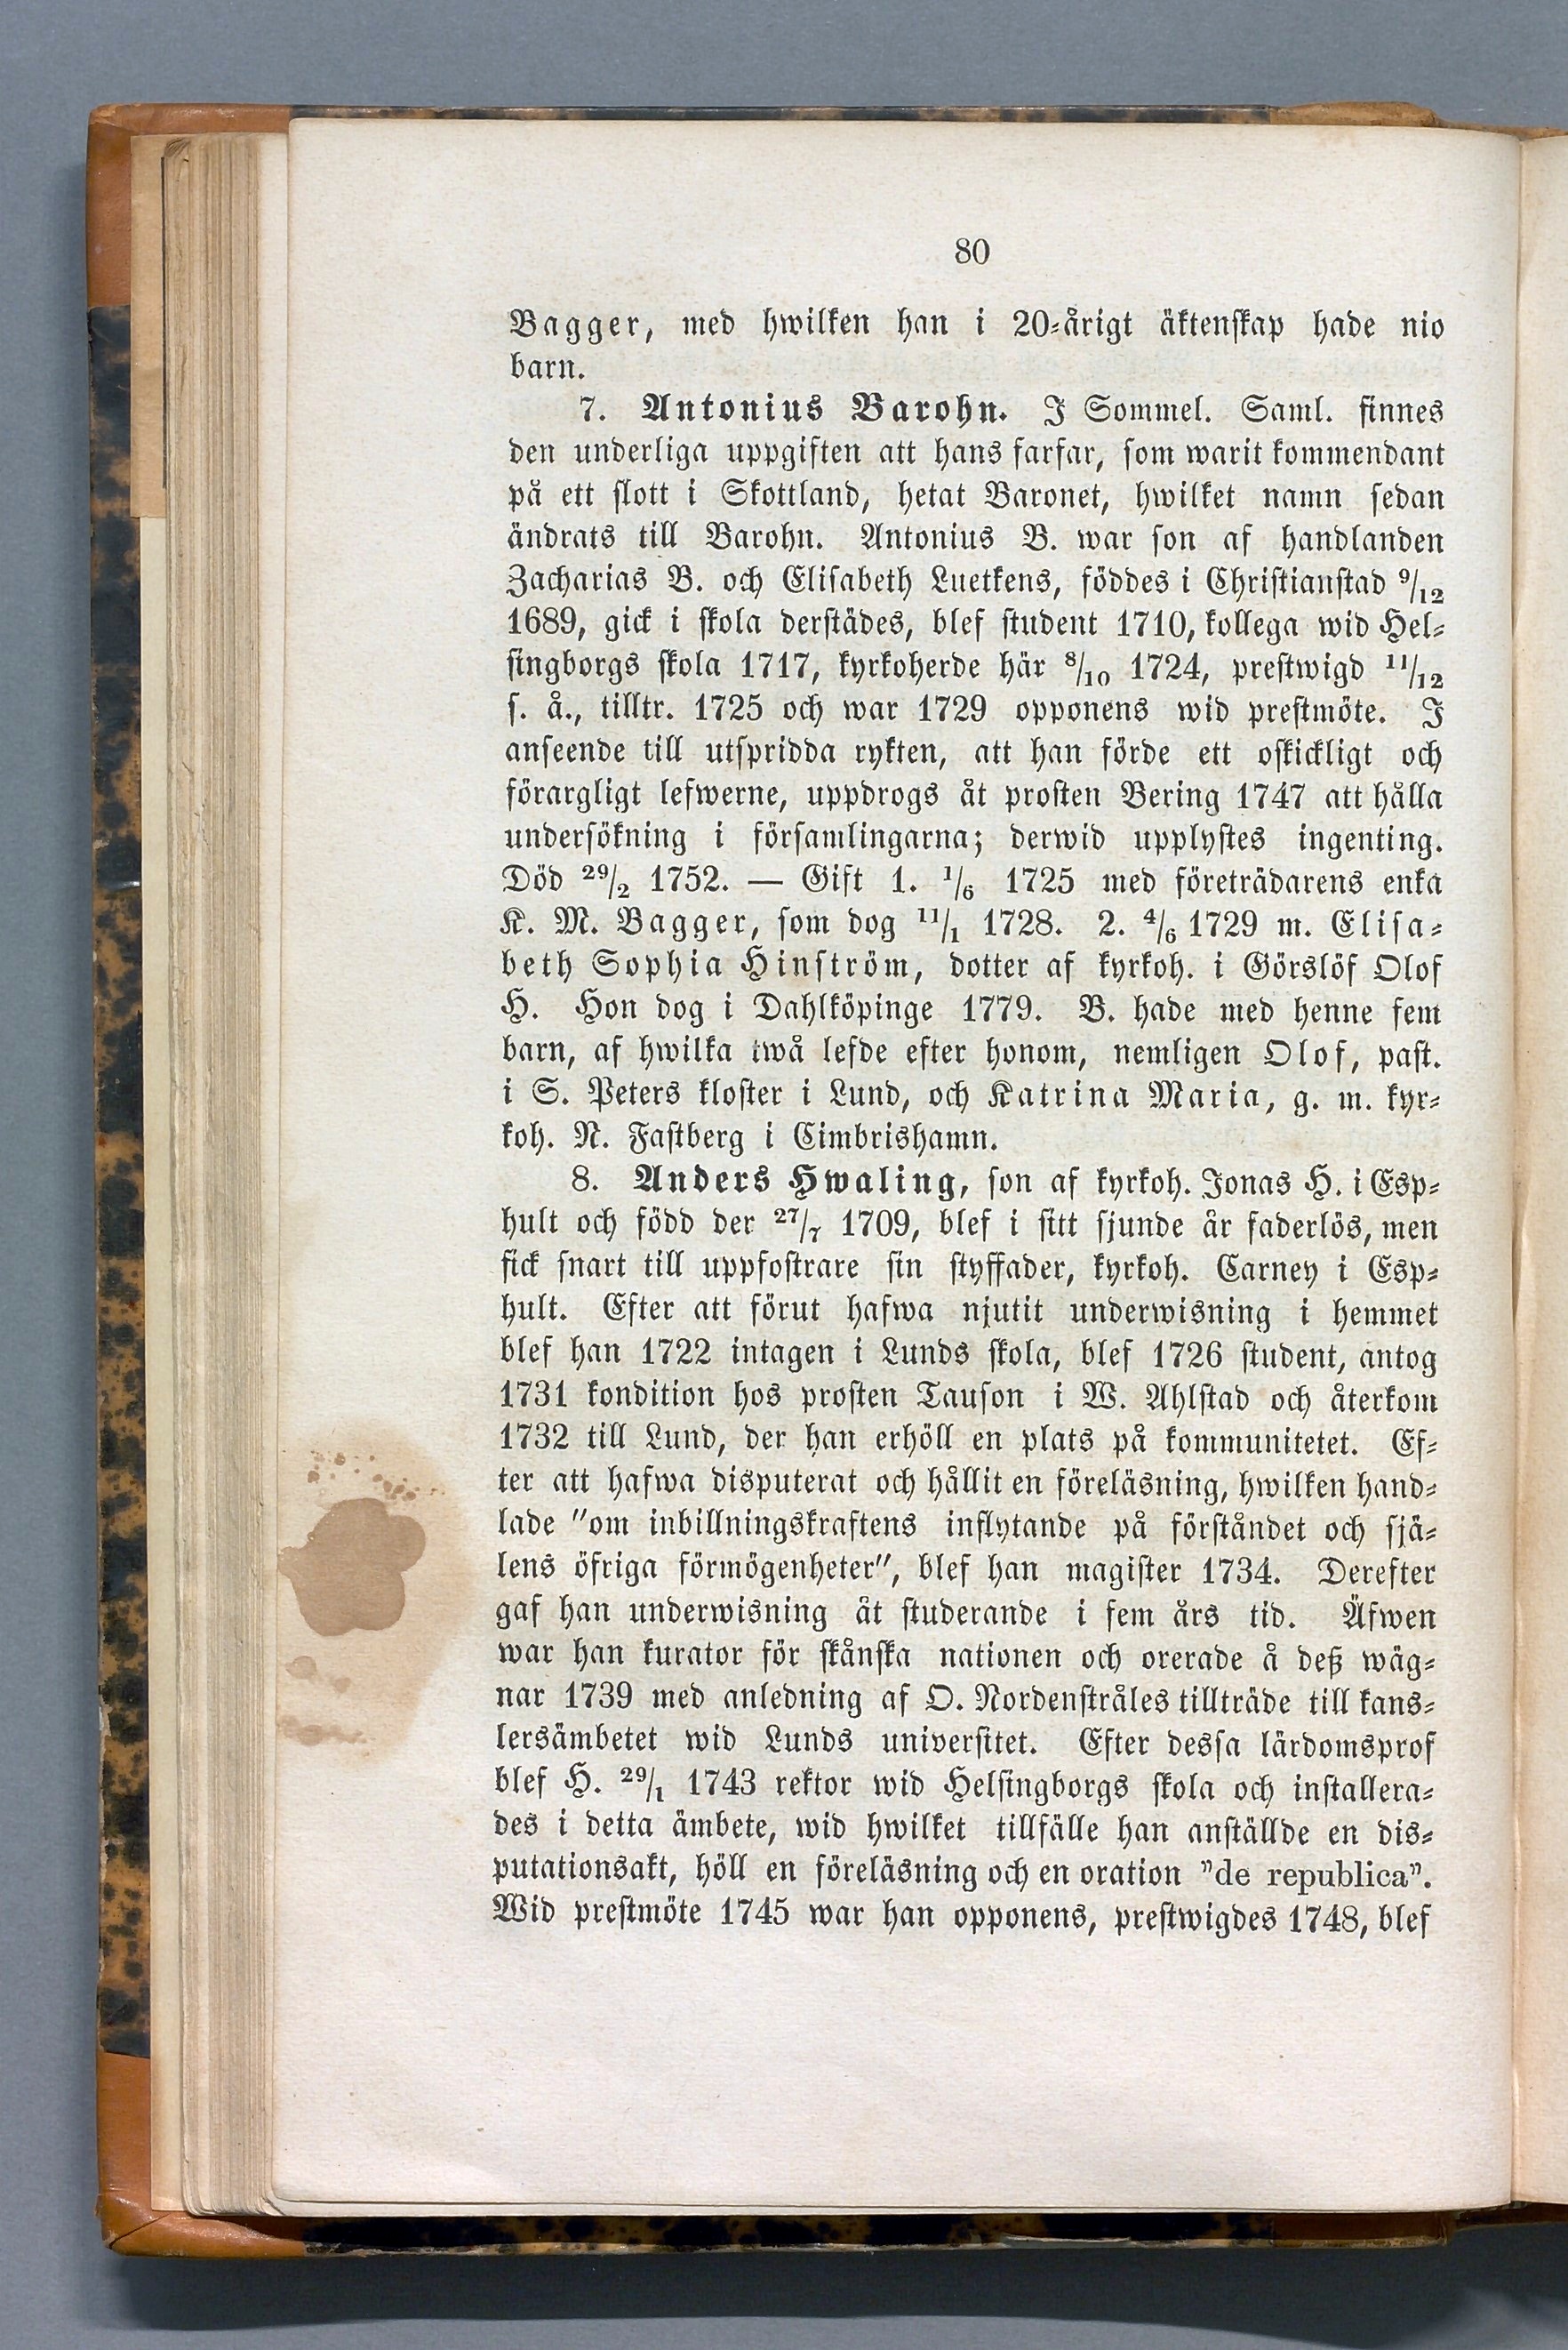 80
Bagger, med hwilken han i 20-årigt äktenskap hade nio
barn.
7. Antonius Barohn. I Sommel. Saml. finnes
den underliga uppgiften att hans farfar, som warit kommendant
på ett slott i Skottland, hetat Baronet, hwilket namn sedan
ändrats till Barohn. Antonius B. war son af handlanden
Zacharias B. och Elisabeth Luetkens, föddes i Christianstad 9/12
1689, gick i skola derstädes, blef student 1710, kollega wid Hel-
singborgs skola 1717, kyrkoherde här 8/10 1724, prestwigd 11/12
s. å., tilltr. 1725 och war 1729 opponens wid prestmöte. I
anseende till utspridda rykten, att han förde ett oskickligt och
förargligt lefwerne, uppdrogs åt prosten Bering 1747 att hålla
undersökning i församlingarna; derwid upplystes ingenting.
Död 29/2 1752. — Gift 1. 1/6 1725 med företrädarens enka
K. M. Bagger, som dog 11/1 1728. 2. 4/6 1729 m. Elisa-
beth Sophia Hinström, dotter af kyrkoh. i Görslöf Olof
H. Hon dog i Dahlköpinge 1779. B. hade med henne fem
barn, af hwilka twå lefde efter honom, nemligen Olof, past.
i S. Peters kloster i Lund, och Katrina Maria, g. m. kyr-
koh. N. Fastberg i Cimbrishamn.
8. Anders Hwaling, son af kyrkoh. Jonas H. i Esp-
hult och född der 27/7 1709, blef i sitt sjunde år faderlös, men
fick snart till uppfostrare sin styffader, kyrkoh. Carney i Esp-
hult. Efter att förut hafwa njutit underwisning i hemmet
blef han 1722 intagen i Lunds skola, blef 1726 student, antog
1731 kondition hos prosten Tauson i W. Ahlstad och återkom
1732 till Lund, der han erhöll en plats på kommunitetet. Ef-
ter att hafwa disputerat och hållit en föreläsning, hwilken hand-
lade "om inbillningskraftens inflytande på förståndet och sjä-
lens öfriga förmögenheter", blef han magister 1734. Derefter
gaf han underwisning åt studerande i fem års tid. Äfwen
war han kurator för skånska nationen och orerade å deß wäg-
nar 1739 med anledning af O. Nordenstråles tillträde till kans-
lersämbetet wid Lunds universitet. Efter dessa lärdomsprof
blef H. 29/1 1743 rektor wid Helsingborgs skola och installera-
des i detta ämbete, wid hwilket tillfälle han anställde en dis-
putationsakt, höll en föreläsning och en oration "de republica".
Wid prestmöte 1745 war han opponens, prestwigdes 1748, blef